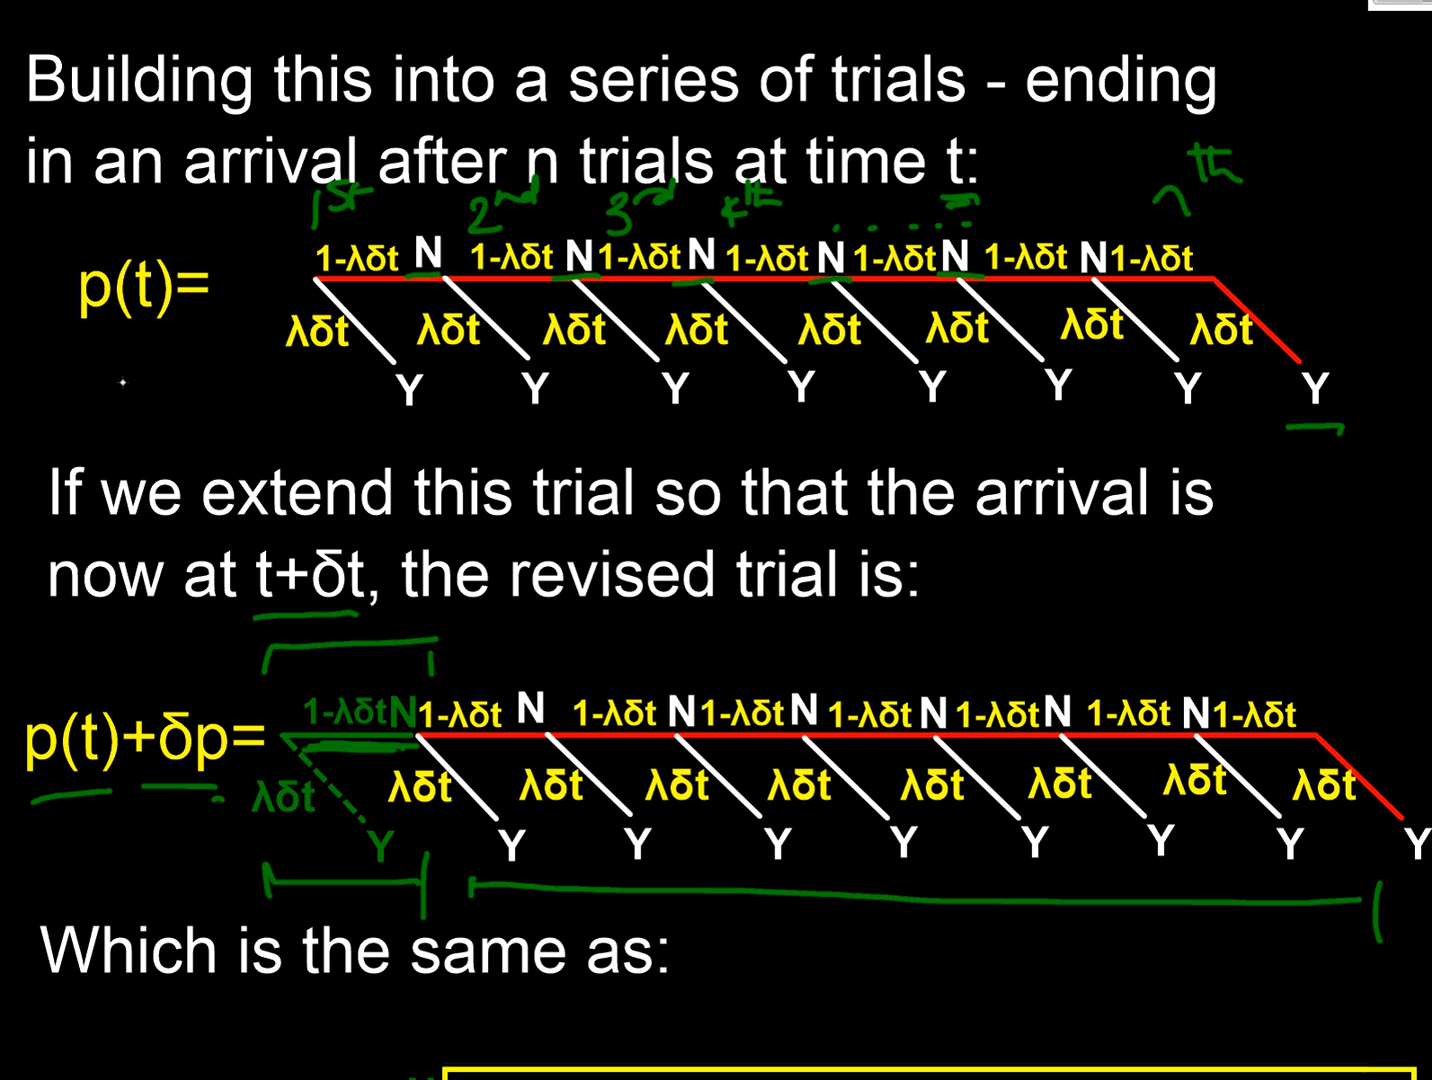 Building this into a series of trials - ending
in an arrival after n trials at time t:
1st 2nd 3rd 4th ...... nth
1-λδt N 1-λδt N 1-λδt N 1-λδt N 1-λδt N 1-λδt N 1-λδt
p(t)=
λδt λδt λδt λδt λδt λδt λδt λδt
Y Y Y Y Y Y Y Y
If we extend this trial so that the arrival is
now at t+δt, the revised trial is:
1-λδt N 1-λδt N 1-λδt N 1-λδt N 1-λδt N 1-λδt N 1-λδt N 1-λδt
p(t)+δp=
λδt λδt λδt λδt λδt λδt λδt λδt λδt
Y Y Y Y Y Y Y Y Y
Which is the same as: